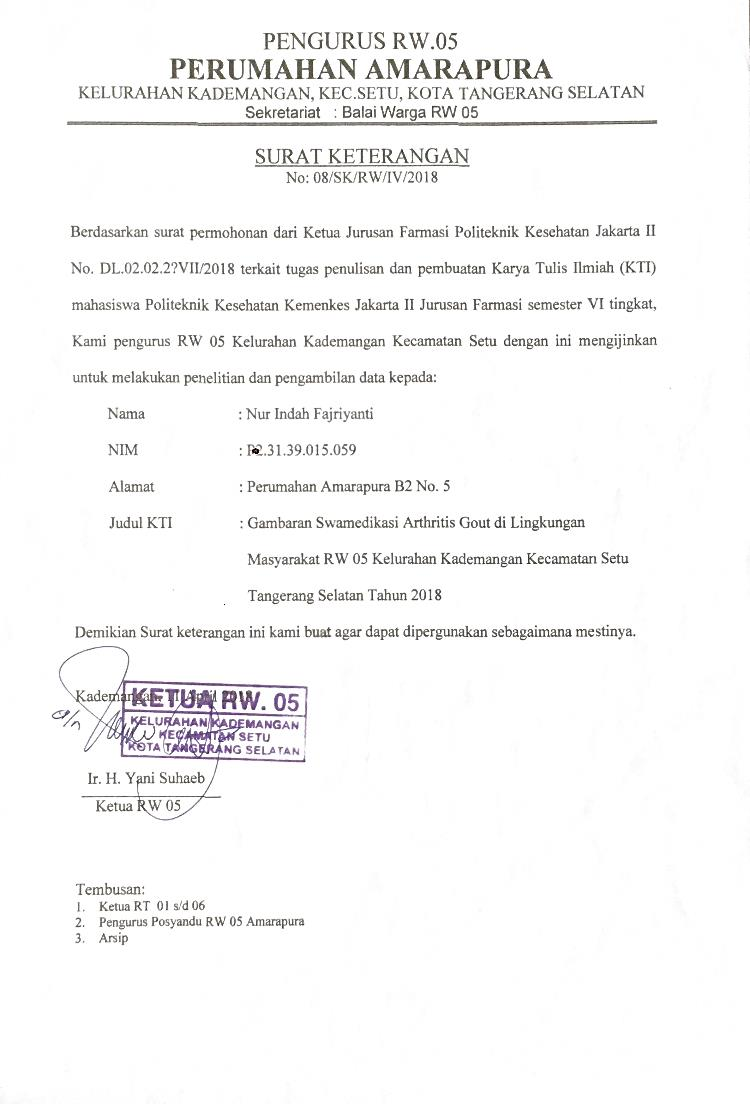 PENGURUS RW.05
PERUMAHAN AMARAPURA
KELURAHAN KADEMANGAN, KEC.SETU, KOTA TANGERANG SELATAN
Sekretariat : Balai Warga RW 05
SURAT KETERANGAN
No: 08/SK/RW/IV/2018
Berdasarkan surat permohonan dari Ketua Jurusan Farmasi Politeknik Kesehatan Jakarta II
No. DL.02.02.2?VII/2018 terkait tugas penulisan dan pembuatan Karya Tulis Ilmiah (KTI)
mahasiswa Politeknik Kesehatan Kemenkes Jakarta II Jurusan Farmasi semester VI tingkat,
Kami pengurus RW 05 Kelurahan Kademangan Kecamatan Setu dengan ini mengijinkan
untuk melakukan penelitian dan pengambilan data kepada:
Nama : Nur Indah Fajriyanti
NIM : P2.31.39.015.059
Alamat : Perumahan Amarapura B2 No. 5
Judul KTI : Gambaran Swamedikasi Arthritis Gout di Lingkungan
Masyarakat RW 05 Kelurahan Kademangan Kecamatan Setu
Tangerang Selatan Tahun 2018
Demikian Surat keterangan ini kami buat agar dapat dipergunakan sebagaimana mestinya.
Kademangan, 11 April 2018
KETUA RW. 05
KELURAHAN KADEMANGAN
KECAMATAN SETU
KOTA TANGERANG SELATAN
a/n
Ir. H. Yani Suhaeb
Ketua RW 05
Tembusan:
1. Ketua RT 01 s/d 06
2. Pengurus Posyandu RW 05 Amarapura
3. Arsip